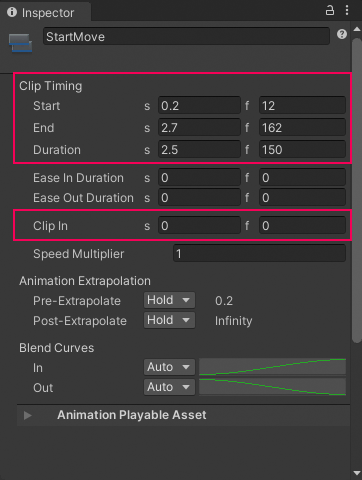 Inspector
StartMove
Clip Timing
Start s 0.2 f 12
End s 2.7 f 162
Duration s 2.5 f 150
Ease In Duration s 0 f 0
Ease Out Duration s 0 f 0
Clip In s 0 f 0
Speed Multiplier 1
Animation Extrapolation
Pre-Extrapolate Hold 0.2
Post-Extrapolate Hold Infinity
Blend Curves
In Auto
Out Auto
Animation Playable Asset